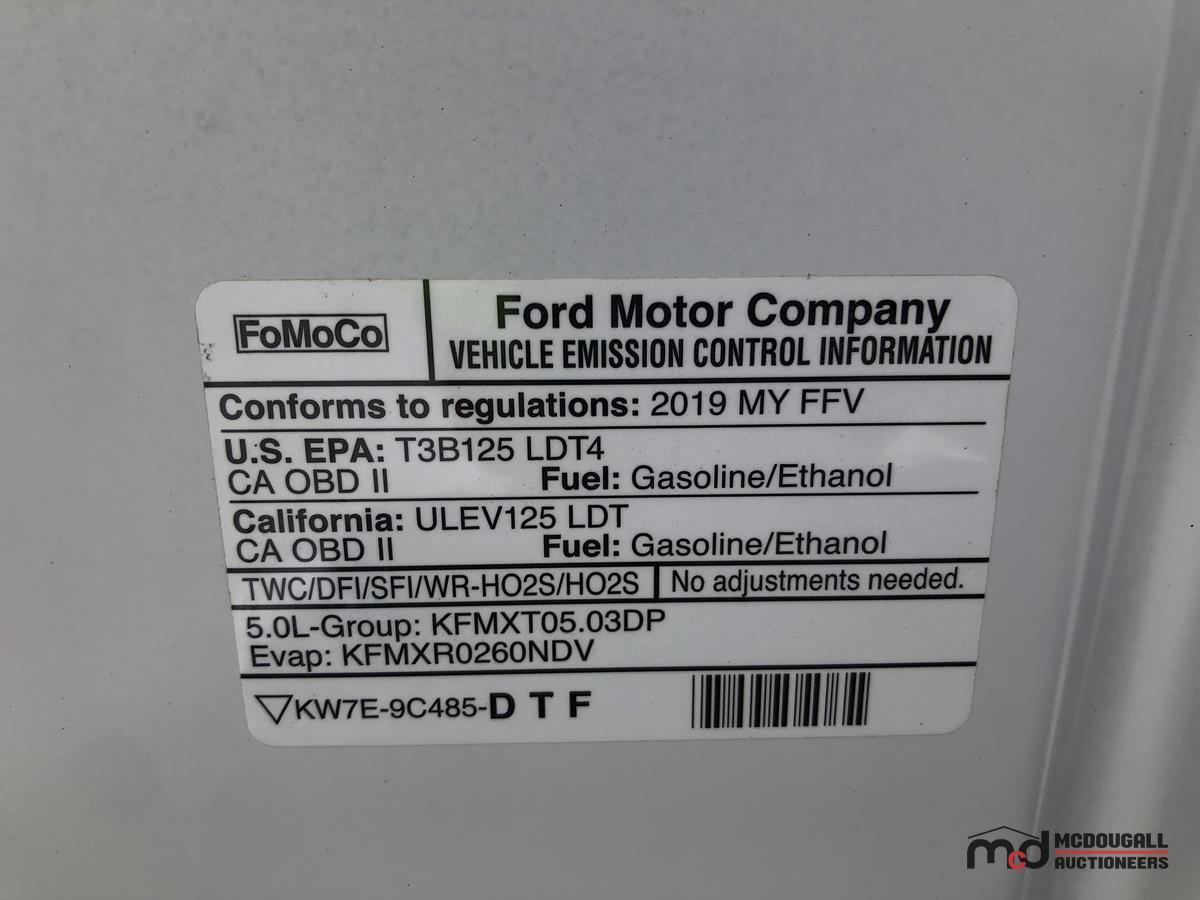 FoMoCo
Ford Motor Company
VEHICLE EMISSION CONTROL INFORMATION
Conforms to regulations: 2019 MY FFV
U.S. EPA: T3B125 LDT4
CA OBD II Fuel: Gasoline/Ethanol
California: ULEV125 LDT
CA OBD II Fuel: Gasoline/Ethanol
TWC/DFI/SFI/WR-HO2S/HO2S No adjustments needed.
5.0L-Group: KFMXT05.03DP
Evap: KFMXR0260NDV
KW7E-9C485-D T F
mcd
MCDOUGALL
AUCTIONEERS